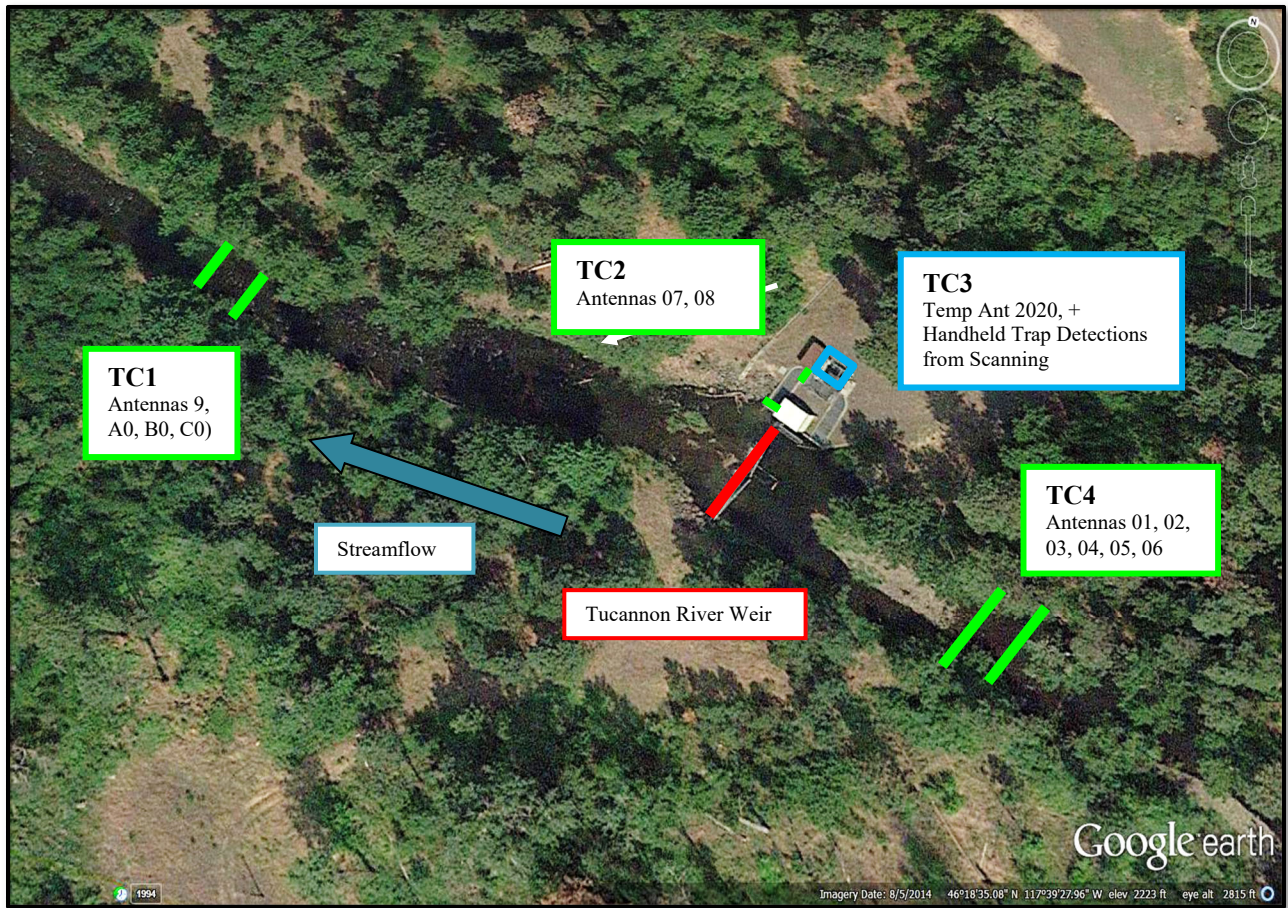 N
TC2
Antennas 07, 08
TC3
Temp Ant 2020, +
Handheld Trap Detections
from Scanning
TC1
Antennas 9,
A0, B0, C0)
TC4
Antennas 01, 02,
03, 04, 05, 06
Streamflow
Tucannon River Weir
Google earth
1994
Imagery Date: 8/5/2014 46°18'35.08" N 117°39'27.96" W elev 2223 ft eye alt 2815 ft